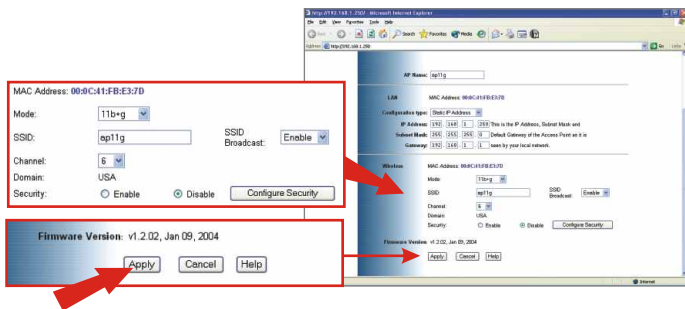 http://192.168.1.250/ - Microsoft Internet Explorer
File Edit View Favorites Tools Help
Search Favorites Media
Address http://192.168.1.250 Go Links
AP Name: ap11g
LAN MAC Address: 00:0C:41:FB:E3:7D
Configuration type: Static IP Address
IP Address: 192 . 168 . 1 . 250 This is the IP Address, Subnet Mask and
Subnet Mask: 255 . 255 . 255 . 0 Default Gateway of the Access Point as it is
Gateway: 192 . 168 . 1 . 1 seen by your local network.
Wireless MAC Address: 00:0C:41:FB:E3:7D
Mode: 11b+g
SSID: ap11g SSID Broadcast: Enable
Channel: 6
Domain: USA
Security: Enable Disable Configure Security
Firmware Version: v1.2.02, Jan 09, 2004
Apply Cancel Help
Internet
MAC Address: 00:0C:41:FB:E3:7D
Mode: 11b+g
SSID: ap11g SSID Broadcast: Enable
Channel: 6
Domain: USA
Security: Enable Disable Configure Security
Firmware Version: v1.2.02, Jan 09, 2004
Apply Cancel Help